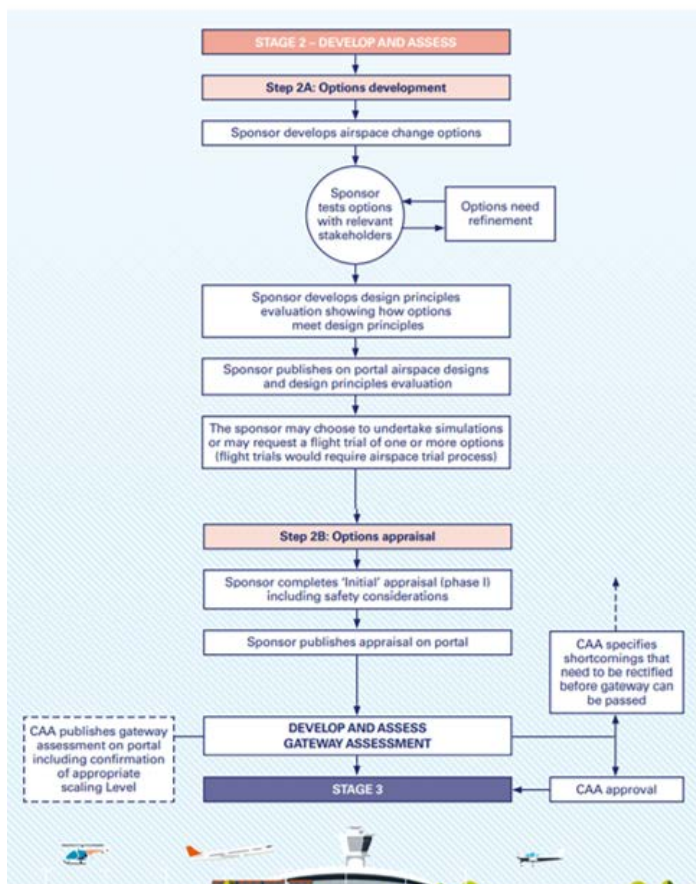 STAGE 2 – DEVELOP AND ASSESS
Step 2A: Options development
Sponsor develops airspace change options
Sponsor
tests options
with relevant
stakeholders
Options need
refinement
Sponsor develops design principles
evaluation showing how options
meet design principles
Sponsor publishes on portal airspace designs
and design principles evaluation
The sponsor may choose to undertake simulations
or may request a flight trial of one or more options
(flight trials would require airspace trial process)
Step 2B: Options appraisal
Sponsor completes ‘Initial’ appraisal (phase I)
including safety considerations
Sponsor publishes appraisal on portal
CAA specifies
shortcomings that
need to be rectified
before gateway can
be passed
CAA publishes gateway
assessment on portal
including confirmation
of appropriate
scaling Level
DEVELOP AND ASSESS
GATEWAY ASSESSMENT
STAGE 3
CAA approval